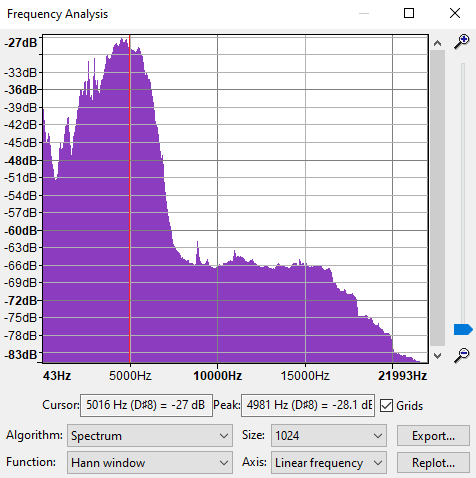 Frequency Analysis
-27dB
-33dB
-36dB
-39dB
-42dB
-45dB
-48dB
-51dB
-54dB
-57dB
-60dB
-63dB
-66dB
-69dB
-72dB
-75dB
-78dB
-83dB
43Hz 5000Hz 10000Hz 15000Hz 21993Hz
Cursor: 5016 Hz (D♯8) = -27 dB Peak: 4981 Hz (D♯8) = -28.1 dB Grids
Algorithm: Spectrum Size: 1024 Export...
Function: Hann window Axis: Linear frequency Replot...